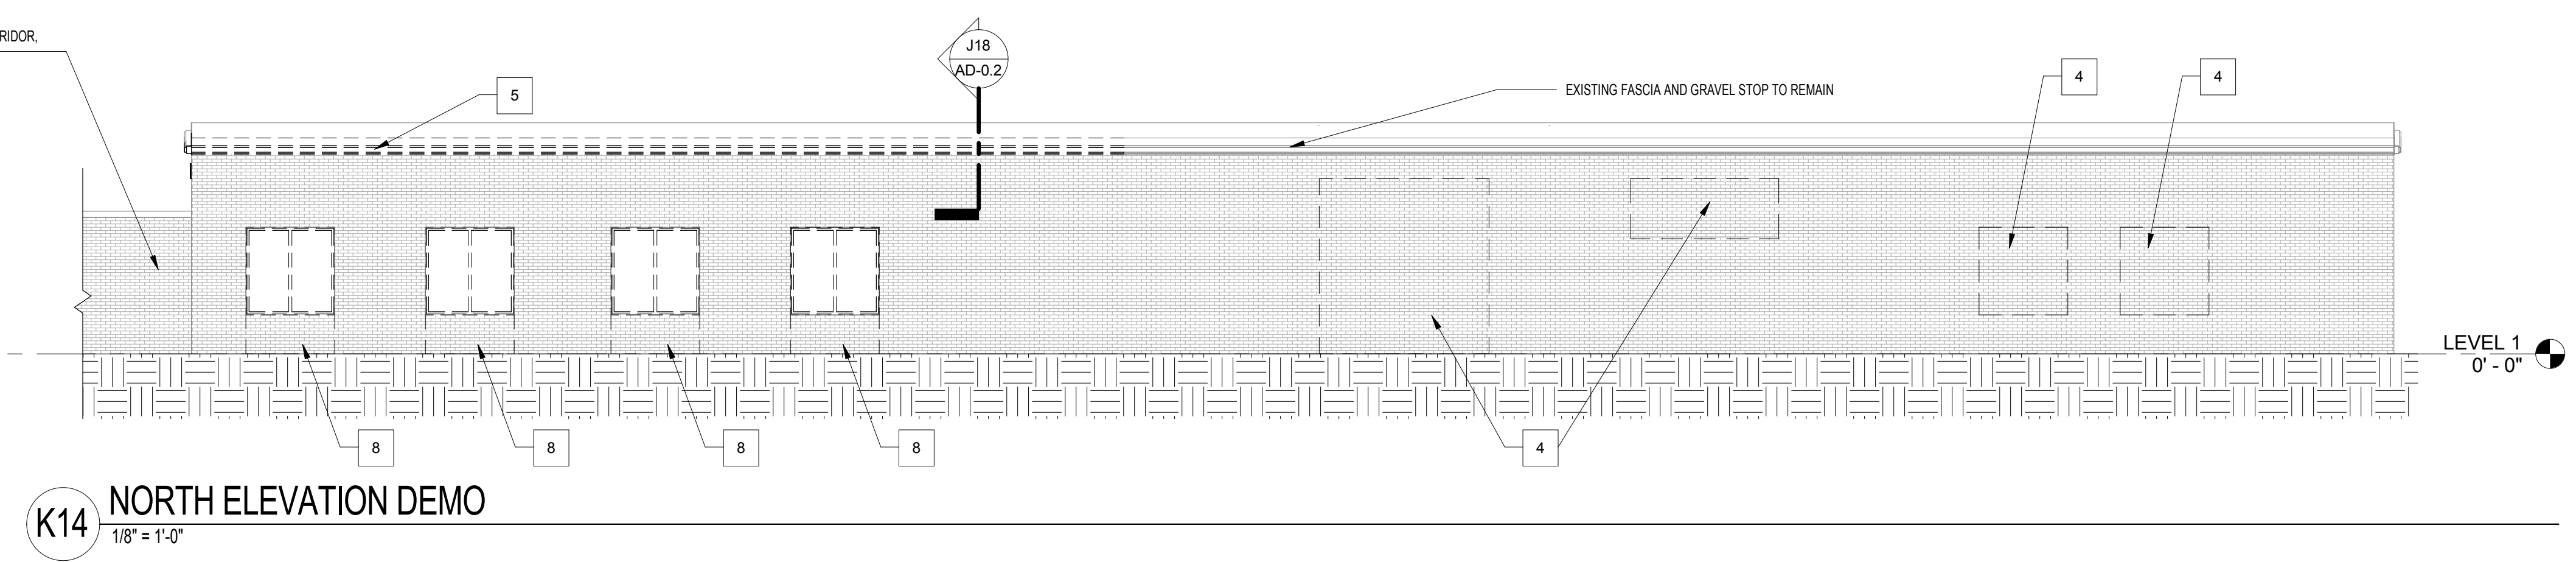 RIDOR,
J18
AD-0.2
5
EXISTING FASCIA AND GRAVEL STOP TO REMAIN
4
4
LEVEL 1
0' - 0"
8
8
8
8
4
K14
NORTH ELEVATION DEMO
1/8" = 1'-0"